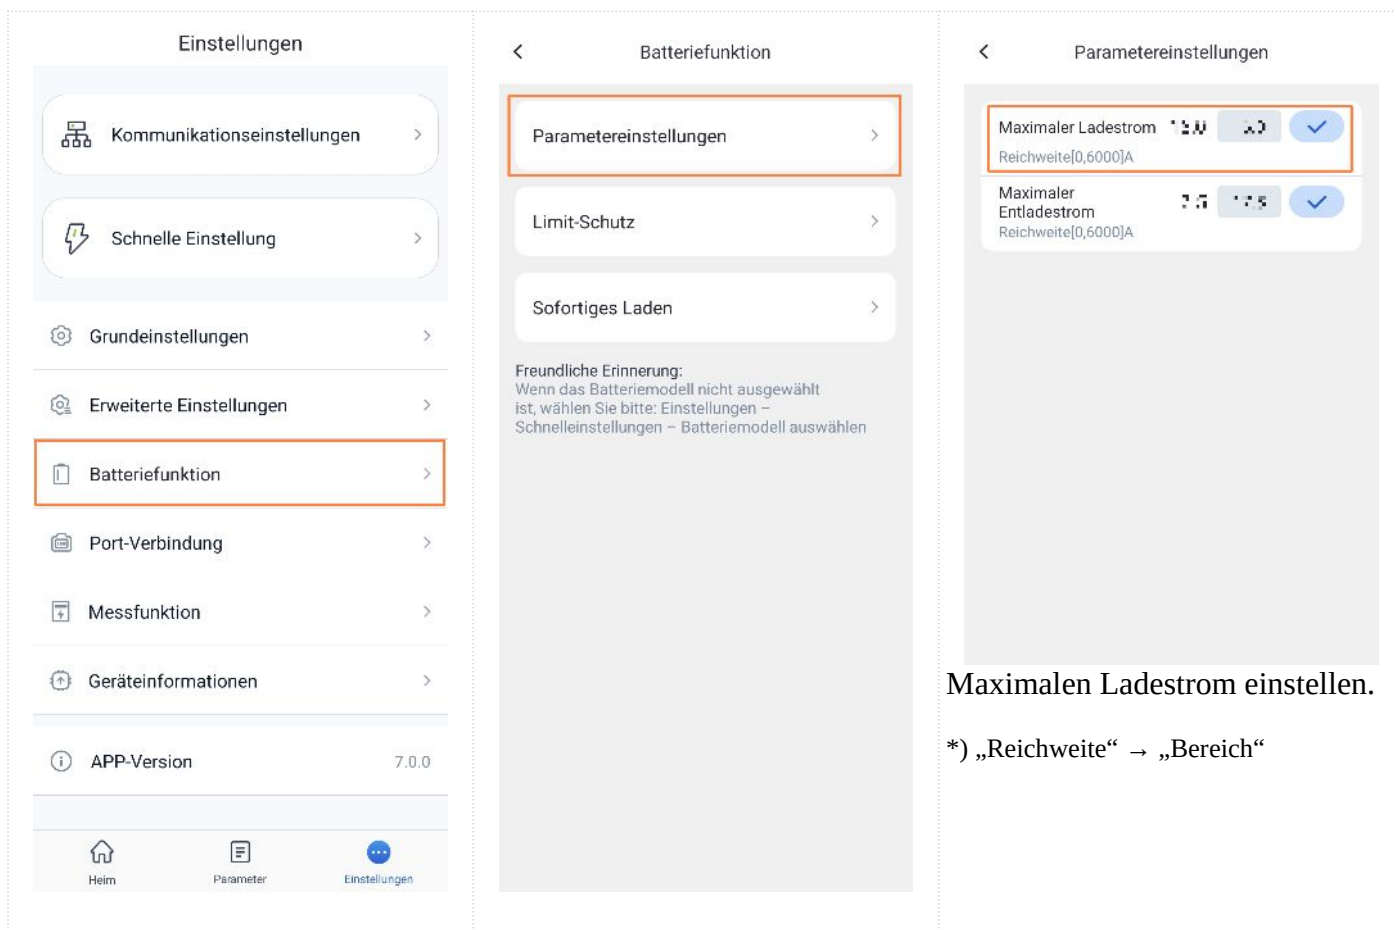 Einstellungen
Kommunikationseinstellungen
Schnelle Einstellung
Grundeinstellungen
Erweiterte Einstellungen
Batteriefunktion
Port-Verbindung
Messfunktion
Geräteinformationen
APP-Version 7.0.0
Heim Parameter Einstellungen
Batteriefunktion
Parametereinstellungen
Limit-Schutz
Sofortiges Laden
Freundliche Erinnerung:
Wenn das Batteriemodell nicht ausgewählt
ist, wählen Sie bitte: Einstellungen –
Schnelleinstellungen – Batteriemodell auswählen
Parametereinstellungen
Maximaler Ladestrom
Reichweite[0,6000]A
Maximaler
Entladestrom
Reichweite[0,6000]A
Maximalen Ladestrom einstellen.
*) „Reichweite“ → „Bereich“